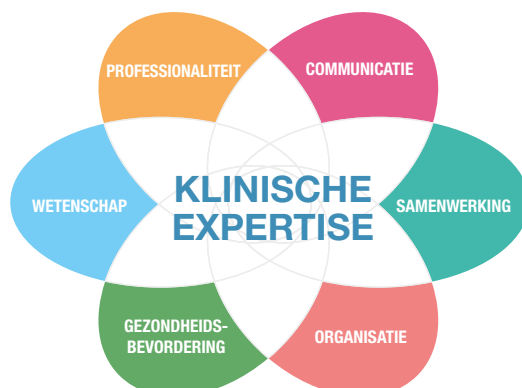 PROFESSIONALITEIT
COMMUNICATIE
WETENSCHAP
KLINISCHE
EXPERTISE
SAMENWERKING
GEZONDHEIDS-
BEVORDERING
ORGANISATIE